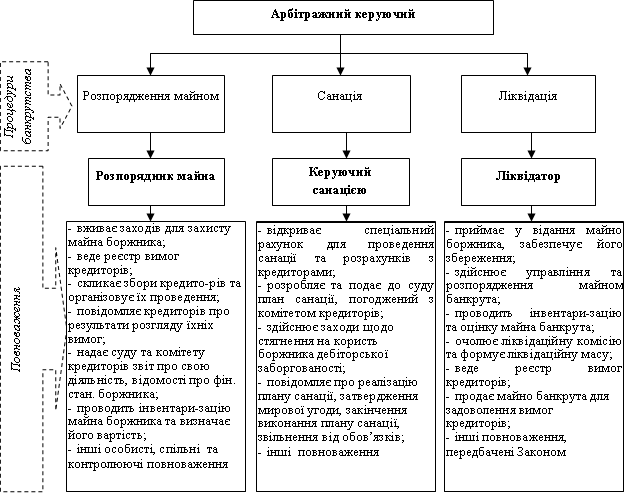 Арбітражний керуючий
Процедури
банкрутства
Розпорядження майном
Санація
Ліквідація
Розпорядник майна
Керуючий
санацією
Ліквідатор
Повноваження
- вживає заходів для захисту
майна боржника;
- веде реєстр вимог
кредиторів;
- скликає збори кредито-рів та
організовує їх проведення;
- повідомляє кредиторів про
результати розгляду їхніх
вимог;
- надає суду та комітету
кредиторів звіт про свою
діяльність, відомості про фін.
стан. боржника;
- проводить інвентари-зацію
майна боржника та визначає
його вартість;
- інші особисті, спільні та
контролюючі повноваження
- відкриває спеціальний
рахунок для проведення
санації та розрахунків з
кредиторами;
- розробляє та подає до суду
план санації, погоджений з
комітетом кредиторів;
- здійснює заходи щодо
стягнення на користь
боржника дебіторської
заборгованості;
- повідомляє про реалізацію
плану санації, затвердження
мирової угоди, закінчення
виконання плану санації,
звільнення від обов’язків;
- інші повноваження
- приймає у відання майно
боржника, забезпечує його
збереження;
- здійснює управління та
розпорядження майном
банкрута;
- проводить інвентари-зацію
та оцінку майна банкрута;
- очолює ліквідаційну комісію
та формує ліквідаційну масу;
- веде реєстр вимог
кредиторів;
- продає майно банкрута для
задоволення вимог
кредиторів;
- інші повноваження,
передбачені Законом